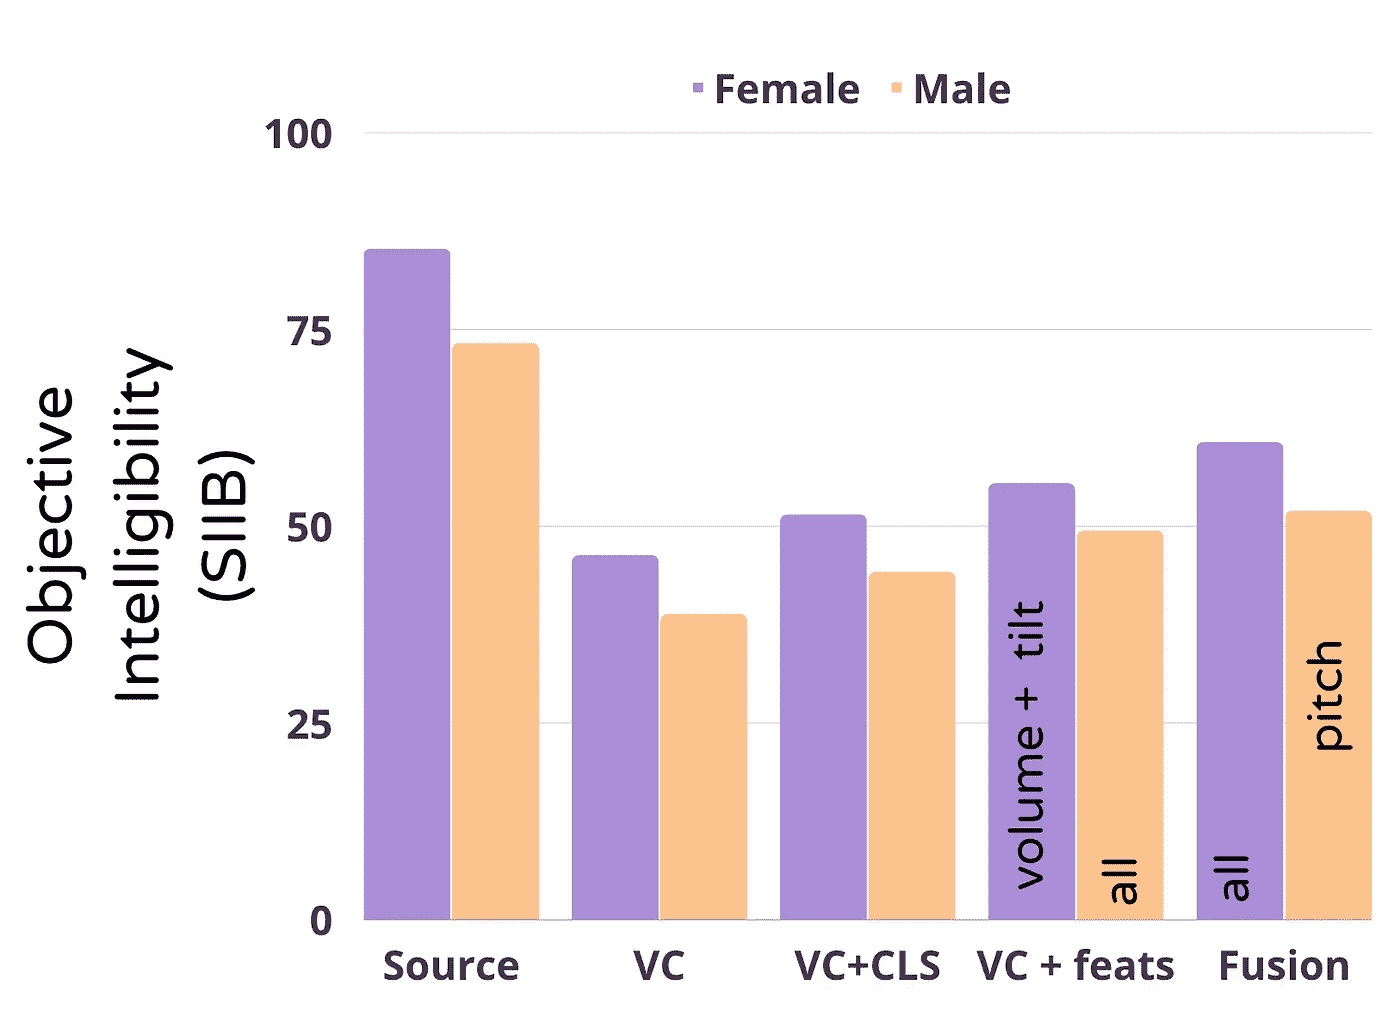 Female Male
100
75
50
25
0
Objective
Intelligibility
(SIIB)
volume + tilt
all
all
pitch
Source VC VC+CLS VC + feats Fusion